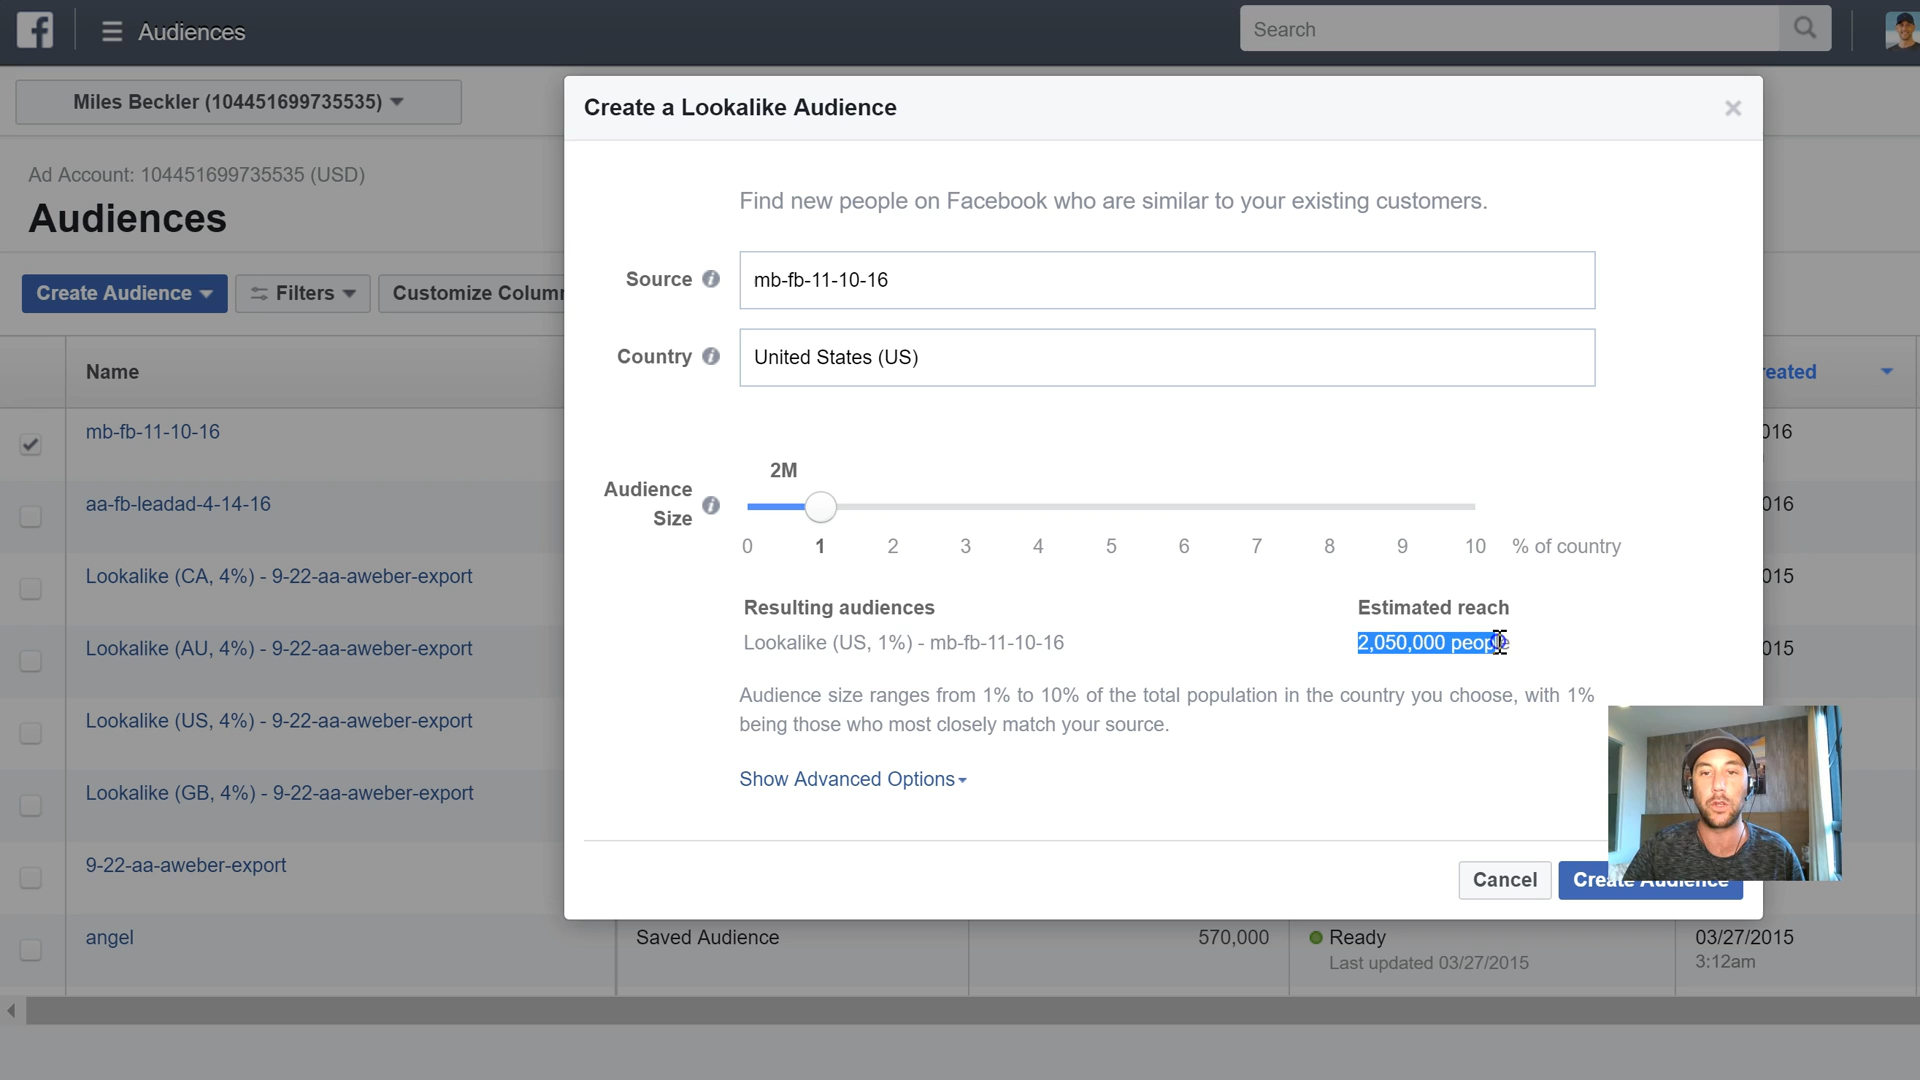 Audiences
Search
Miles Beckler (104451699735535)
Create a Lookalike Audience
Ad Account: 104451699735535 (USD)
Audiences
Find new people on Facebook who are similar to your existing customers.
Source
mb-fb-11-10-16
Create Audience
Filters
Customize Colum
Country
United States (US)
Name
eated
mb-fb-11-10-16
016
2M
Audience
Size
aa-fb-leadad-4-14-16
016
0 1 2 3 4 5 6 7 8 9 10 % of country
Lookalike (CA, 4%) - 9-22-aa-aweber-export
015
Resulting audiences
Estimated reach
Lookalike (US, 1%) - mb-fb-11-10-16
2,050,000 people
Lookalike (AU, 4%) - 9-22-aa-aweber-export
015
Audience size ranges from 1% to 10% of the total population in the country you choose, with 1%
being those who most closely match your source.
Lookalike (US, 4%) - 9-22-aa-aweber-export
Show Advanced Options
Lookalike (GB, 4%) - 9-22-aa-aweber-export
9-22-aa-aweber-export
Cancel
Create Audience
angel
Saved Audience
570,000
Ready
03/27/2015
Last updated 03/27/2015
3:12am